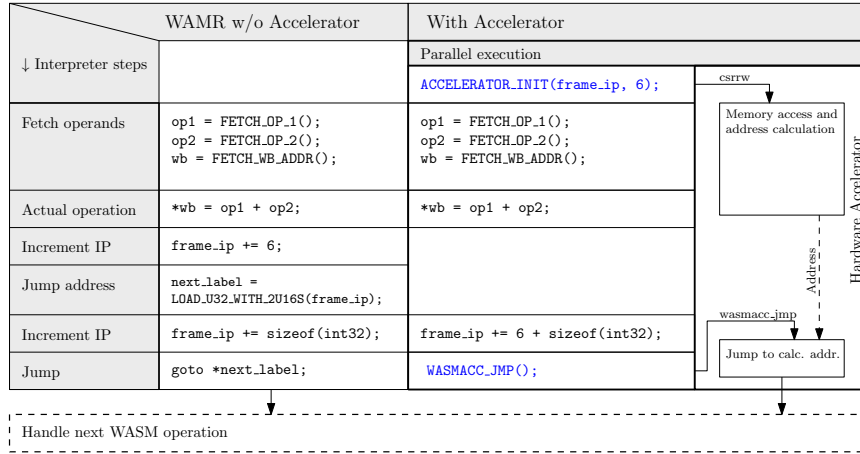 WAMR w/o Accelerator
With Accelerator
↓ Interpreter steps
Parallel execution
ACCELERATOR_INIT(frame_ip, 6);
csrrw
Fetch operands
op1 = FETCH_OP_1();
op2 = FETCH_OP_2();
wb = FETCH_WB_ADDR();
op1 = FETCH_OP_1();
op2 = FETCH_OP_2();
wb = FETCH_WB_ADDR();
Memory access and
address calculation
Hardware Accelerator
Actual operation
*wb = op1 + op2;
*wb = op1 + op2;
Increment IP
frame_ip += 6;
Jump address
next_label =
LOAD_U32_WITH_2U16S(frame_ip);
Address
Increment IP
frame_ip += sizeof(int32);
frame_ip += 6 + sizeof(int32);
wasmacc_jmp
Jump
goto *next_label;
WASMACC_JMP();
Jump to calc. addr.
Handle next WASM operation